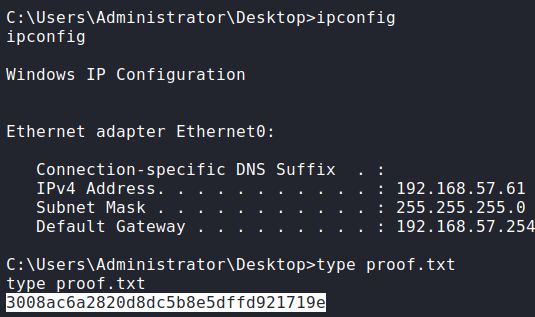 C:\Users\Administrator\Desktop>ipconfig
ipconfig
Windows IP Configuration
Ethernet adapter Ethernet0:
   Connection-specific DNS Suffix  . :
   IPv4 Address. . . . . . . . . . . : 192.168.57.61
   Subnet Mask . . . . . . . . . . . : 255.255.255.0
   Default Gateway . . . . . . . . . : 192.168.57.254
C:\Users\Administrator\Desktop>type proof.txt
type proof.txt
3008ac6a2820d8dc5b8e5dffd921719e